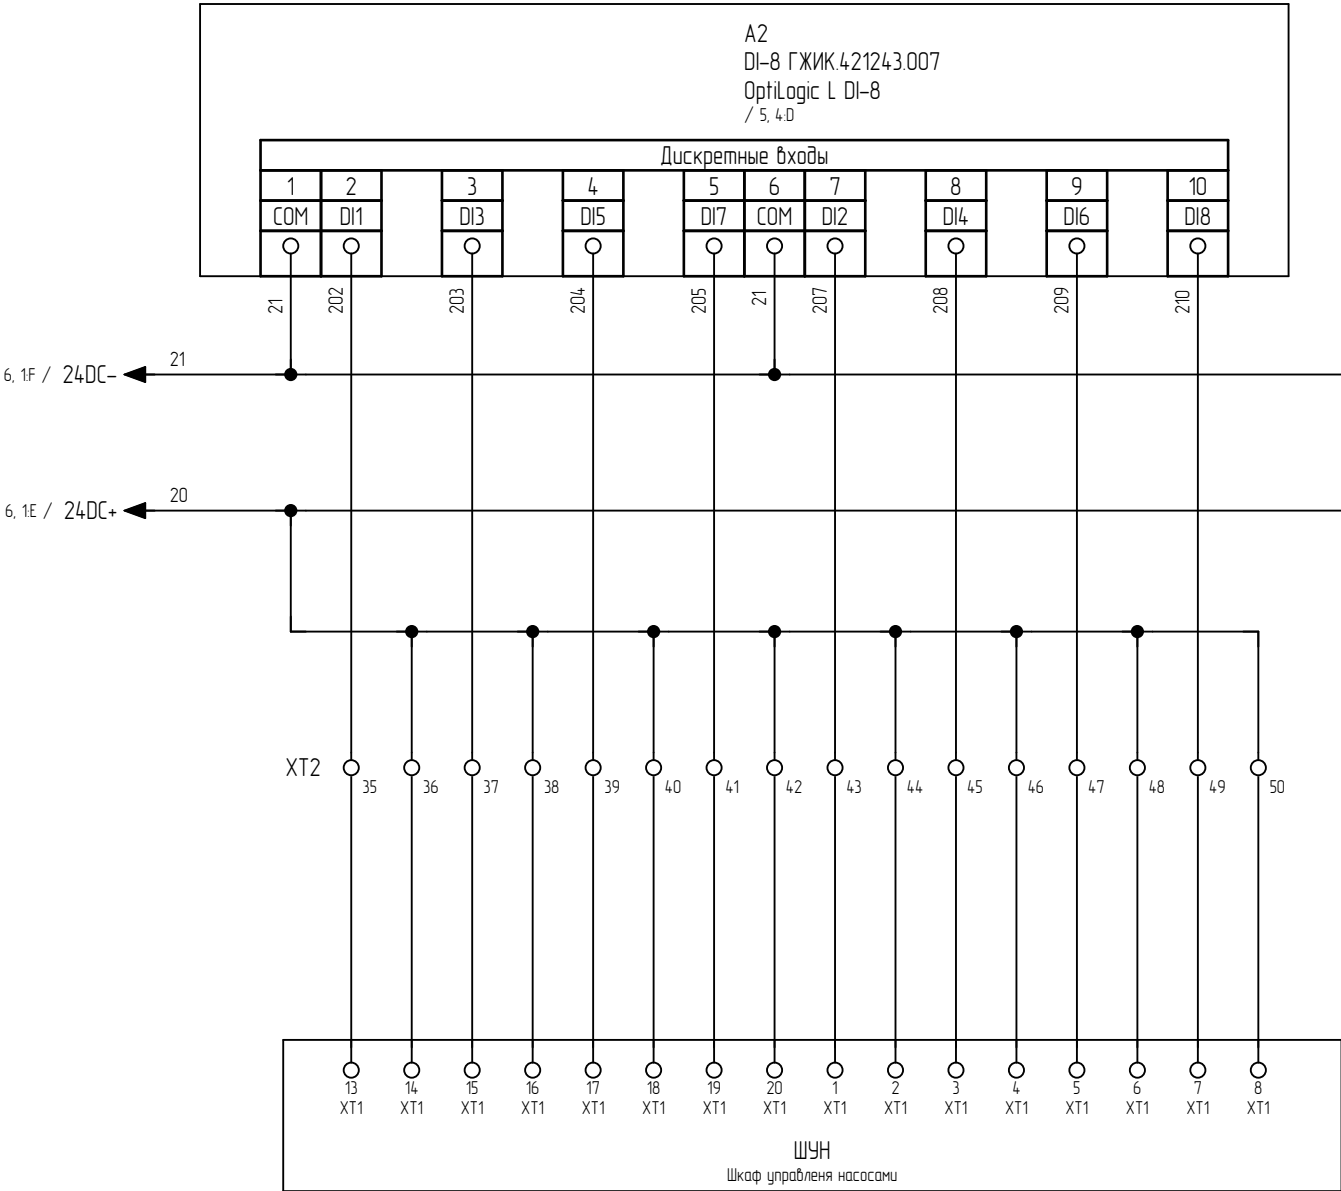 A2
DI-8 ГЖИК.421243.007
OptiLogic L DI-8
/ 5, 4:D
Дискретные входы
1 2 3 4 5 6 7 8 9 10
COM DI1 DI3 DI5 DI7 COM DI2 DI4 DI6 DI8
21 202 203 204 205 21 207 208 209 210
6, 1:F / 24DC- 21
6, 1:E / 24DC+ 20
XT2 35 36 37 38 39 40 41 42 43 44 45 46 47 48 49 50
13 14 15 16 17 18 19 20 1 2 3 4 5 6 7 8
XT1 XT1 XT1 XT1 XT1 XT1 XT1 XT1 XT1 XT1 XT1 XT1 XT1 XT1 XT1 XT1
ШУН
Шкаф управленя насосами